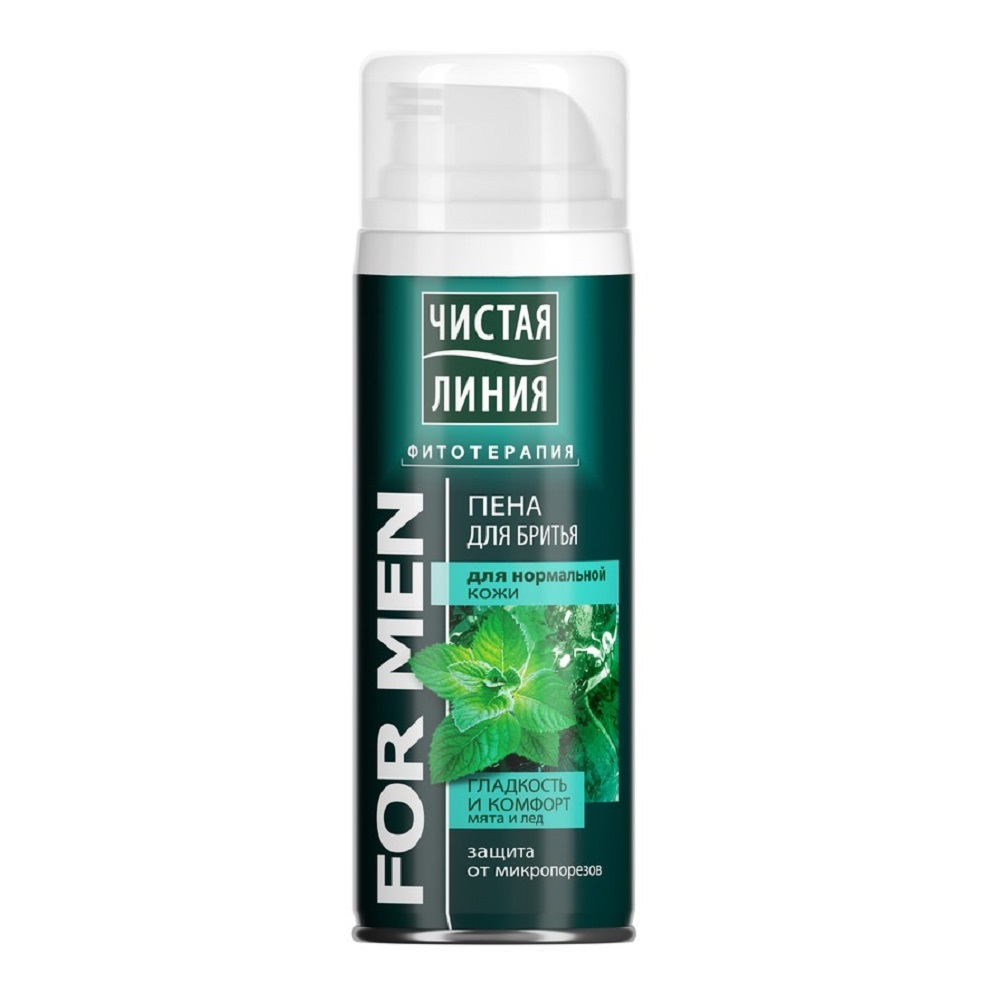 ЧИСТАЯ
ЛИНИЯ
ФИТОТЕРАПИЯ
FOR MEN
ПЕНА
ДЛЯ БРИТЬЯ
для нормальной
кожи
ГЛАДКОСТЬ
И КОМФОРТ
мята и лед
защита
от микропорезов